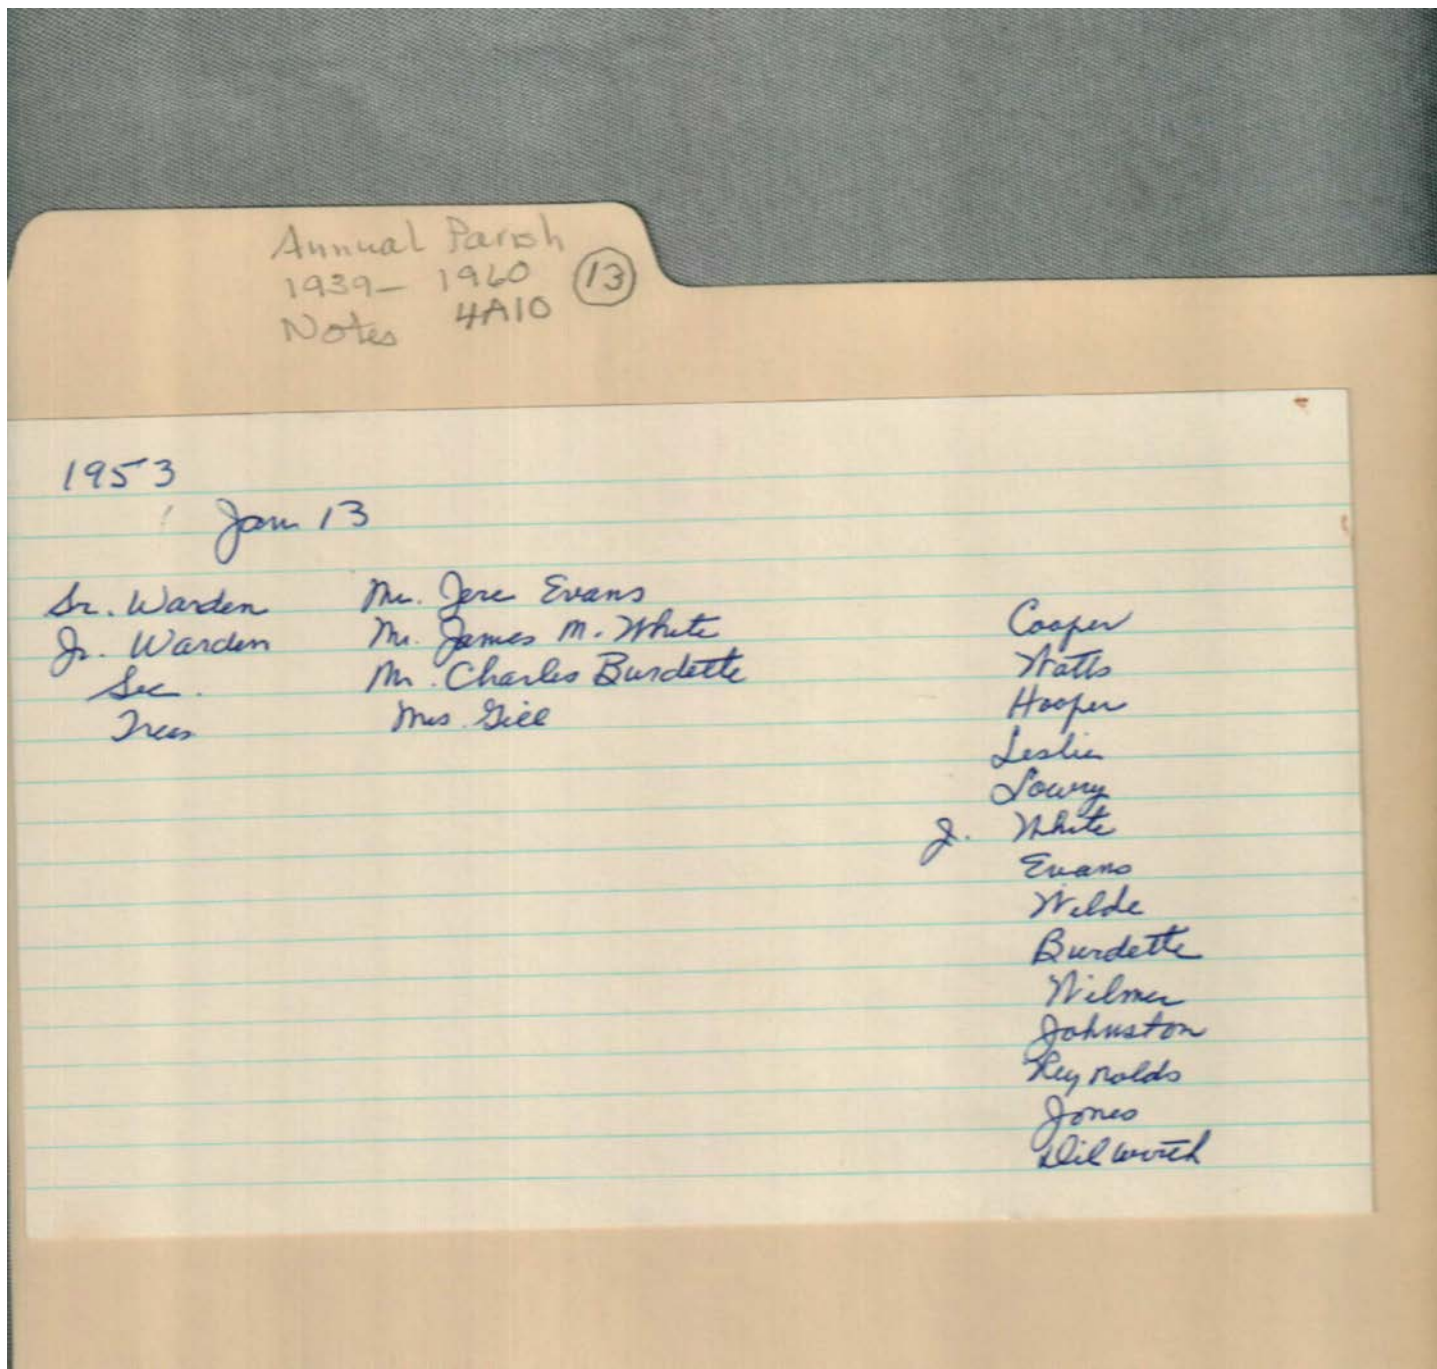 Annual Parish
1939- 1960 13
Notes 4A10
1953
Jan 13
Sr. Warden Mr. Jere Evans
Jr. Warden Mr. James M. White
Sec. Mr. Charles Burdette
Treas Mrs. Gill
Cooper
Watts
Hooper
Leslie
Lowry
J. White
Evans
Wilde
Burdette
Wilmer
Johnston
Reynolds
Jones
Dilworth